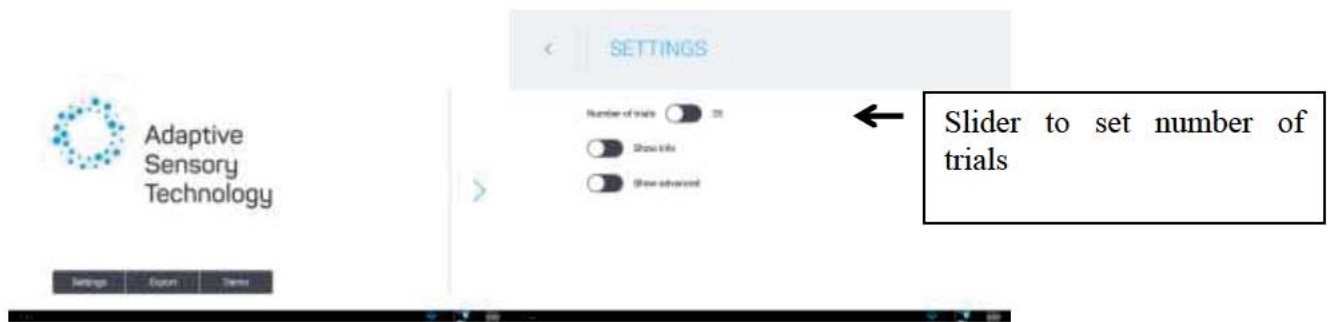 SETTINGS
Number of trials
Show info
Show advanced
Slider to set number of
trials
Adaptive
Sensory
Technology
Settings Export